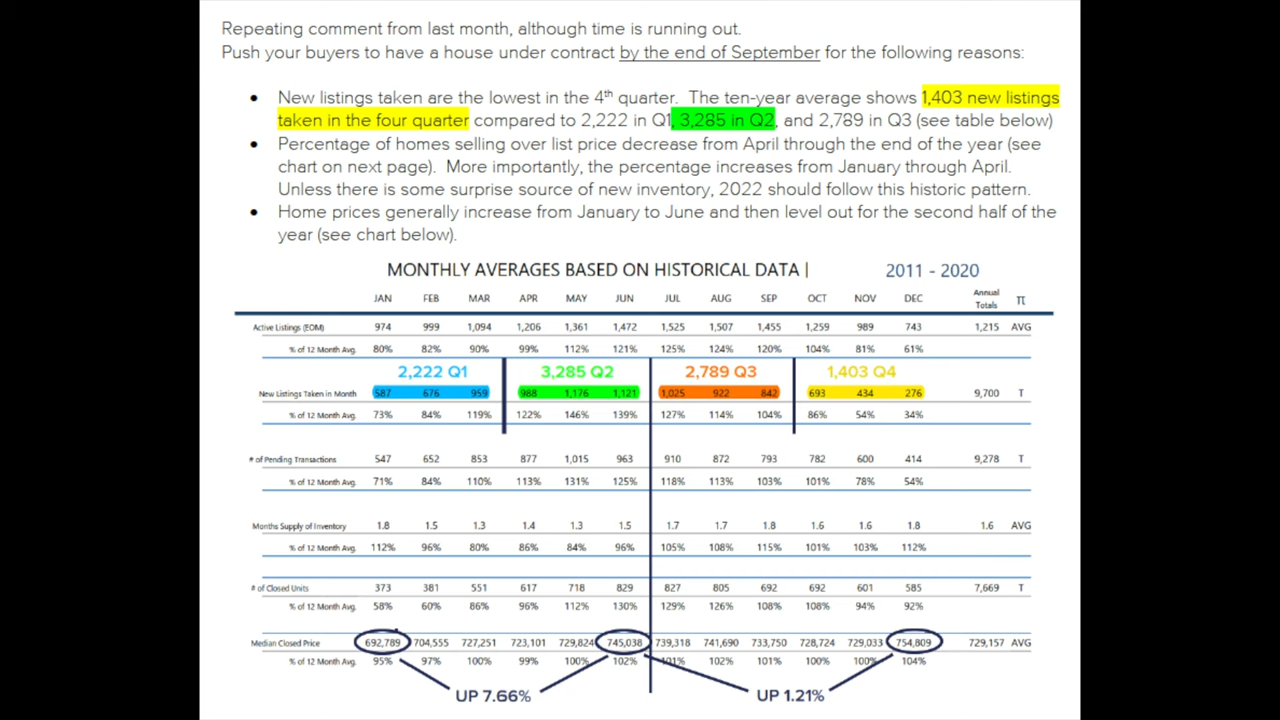 Repeating comment from last month, although time is running out.
Push your buyers to have a house under contract by the end of September for the following reasons:
• New listings taken are the lowest in the 4th quarter. The ten-year average shows 1,403 new listings
taken in the four quarter compared to 2,222 in Q1, 3,285 in Q2, and 2,789 in Q3 (see table below)
• Percentage of homes selling over list price decrease from April through the end of the year (see
chart on next page). More importantly, the percentage increases from January through April.
Unless there is some surprise source of new inventory, 2022 should follow this historic pattern.
• Home prices generally increase from January to June and then level out for the second half of the
year (see chart below).
MONTHLY AVERAGES BASED ON HISTORICAL DATA | 2011 - 2020
JAN FEB MAR APR MAY JUN JUL AUG SEP OCT NOV DEC Annual Totals π
Active Listings (EOM) 974 999 1,094 1,206 1,361 1,472 1,525 1,507 1,455 1,259 989 743 1,215 AVG
% of 12 Month Avg. 80% 82% 90% 99% 112% 121% 125% 124% 120% 104% 81% 61%
2,222 Q1 3,285 Q2 2,789 Q3 1,403 Q4
New Listings Taken in Month 587 676 959 988 1,176 1,121 1,025 922 842 693 434 276 9,700 T
% of 12 Month Avg. 73% 84% 119% 122% 146% 139% 127% 114% 104% 86% 54% 34%
# of Pending Transactions 547 652 853 877 1,015 963 910 872 793 782 600 414 9,278 T
% of 12 Month Avg. 71% 84% 110% 113% 131% 125% 118% 113% 103% 101% 78% 54%
Months Supply of Inventory 1.8 1.5 1.3 1.4 1.3 1.5 1.7 1.7 1.8 1.6 1.6 1.8 1.6 AVG
% of 12 Month Avg. 112% 96% 80% 86% 84% 96% 105% 108% 115% 101% 103% 112%
# of Closed Units 373 381 551 617 718 829 827 805 692 692 601 585 7,669 T
% of 12 Month Avg. 58% 60% 86% 96% 112% 130% 129% 126% 108% 108% 94% 92%
Median Closed Price 692,789 704,555 727,251 723,101 729,824 745,038 739,318 741,690 733,750 728,724 729,033 754,809 729,157 AVG
% of 12 Month Avg. 95% 97% 100% 99% 100% 102% 101% 102% 101% 100% 100% 104%
UP 7.66% UP 1.21%